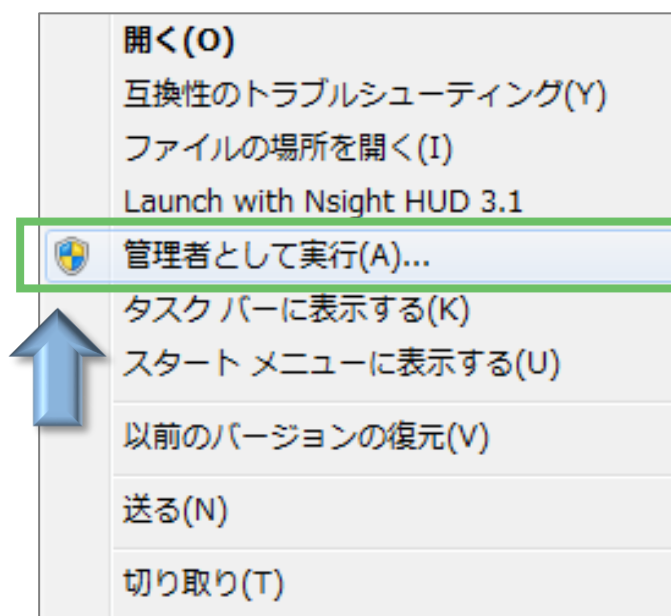 開く(O)
互換性のトラブルシューティング(Y)
ファイルの場所を開く(I)
Launch with Nsight HUD 3.1
管理者として実行(A)...
タスク バーに表示する(K)
スタート メニューに表示する(U)
以前のバージョンの復元(V)
送る(N)
切り取り(T)